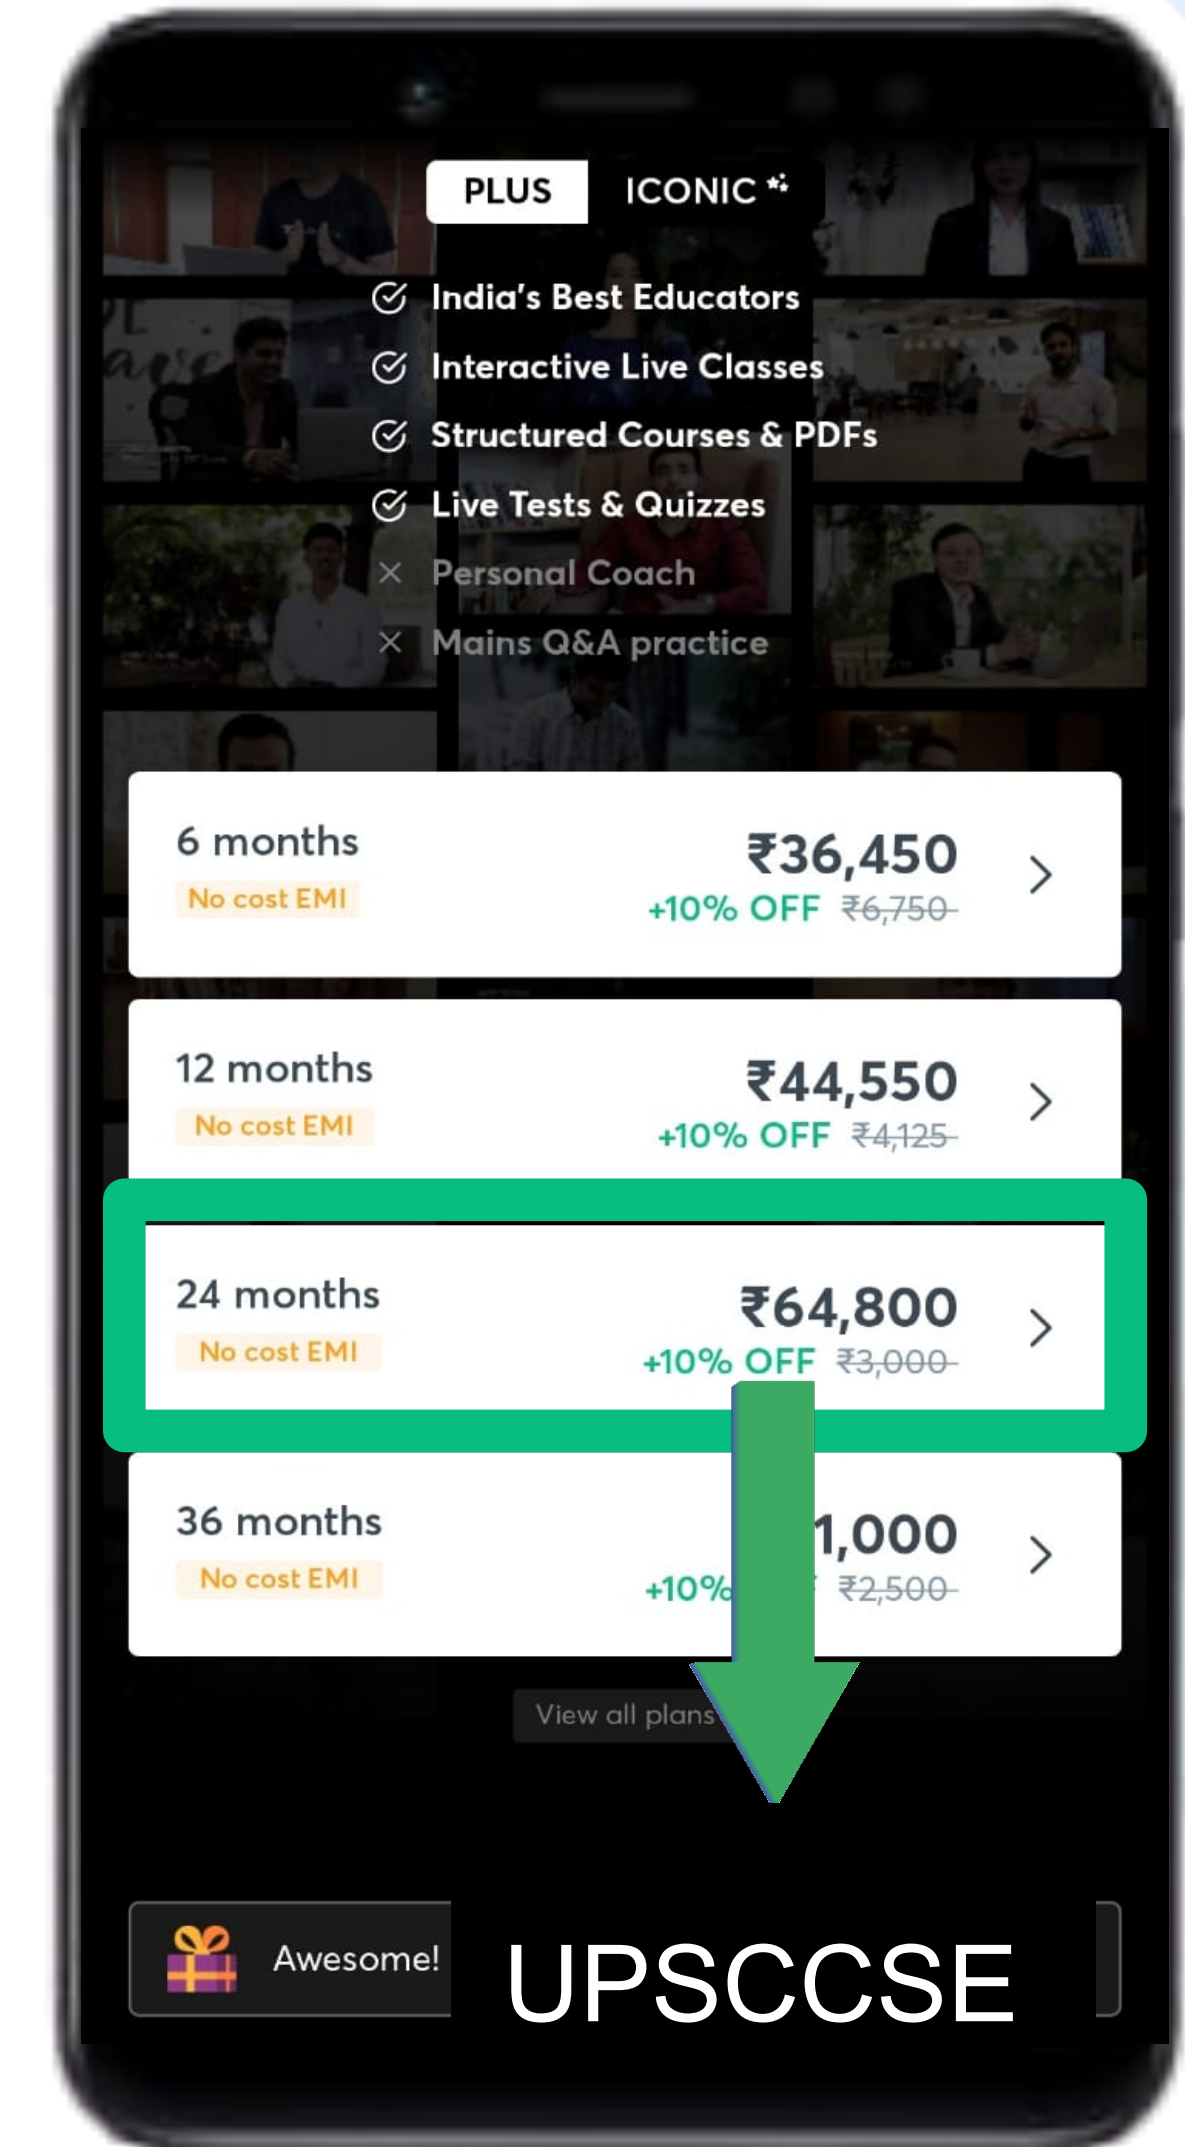 PLUS ICONIC
India's Best Educators
Interactive Live Classes
Structured Courses & PDFs
Live Tests & Quizzes
Personal Coach
Mains Q&A practice
6 months ₹36,450
No cost EMI +10% OFF ₹6,750
12 months ₹44,550
No cost EMI +10% OFF ₹4,125
24 months ₹64,800
No cost EMI +10% OFF ₹3,000
36 months 1,000
No cost EMI +10% ₹2,500
View all plans
Awesome! UPSCCSE